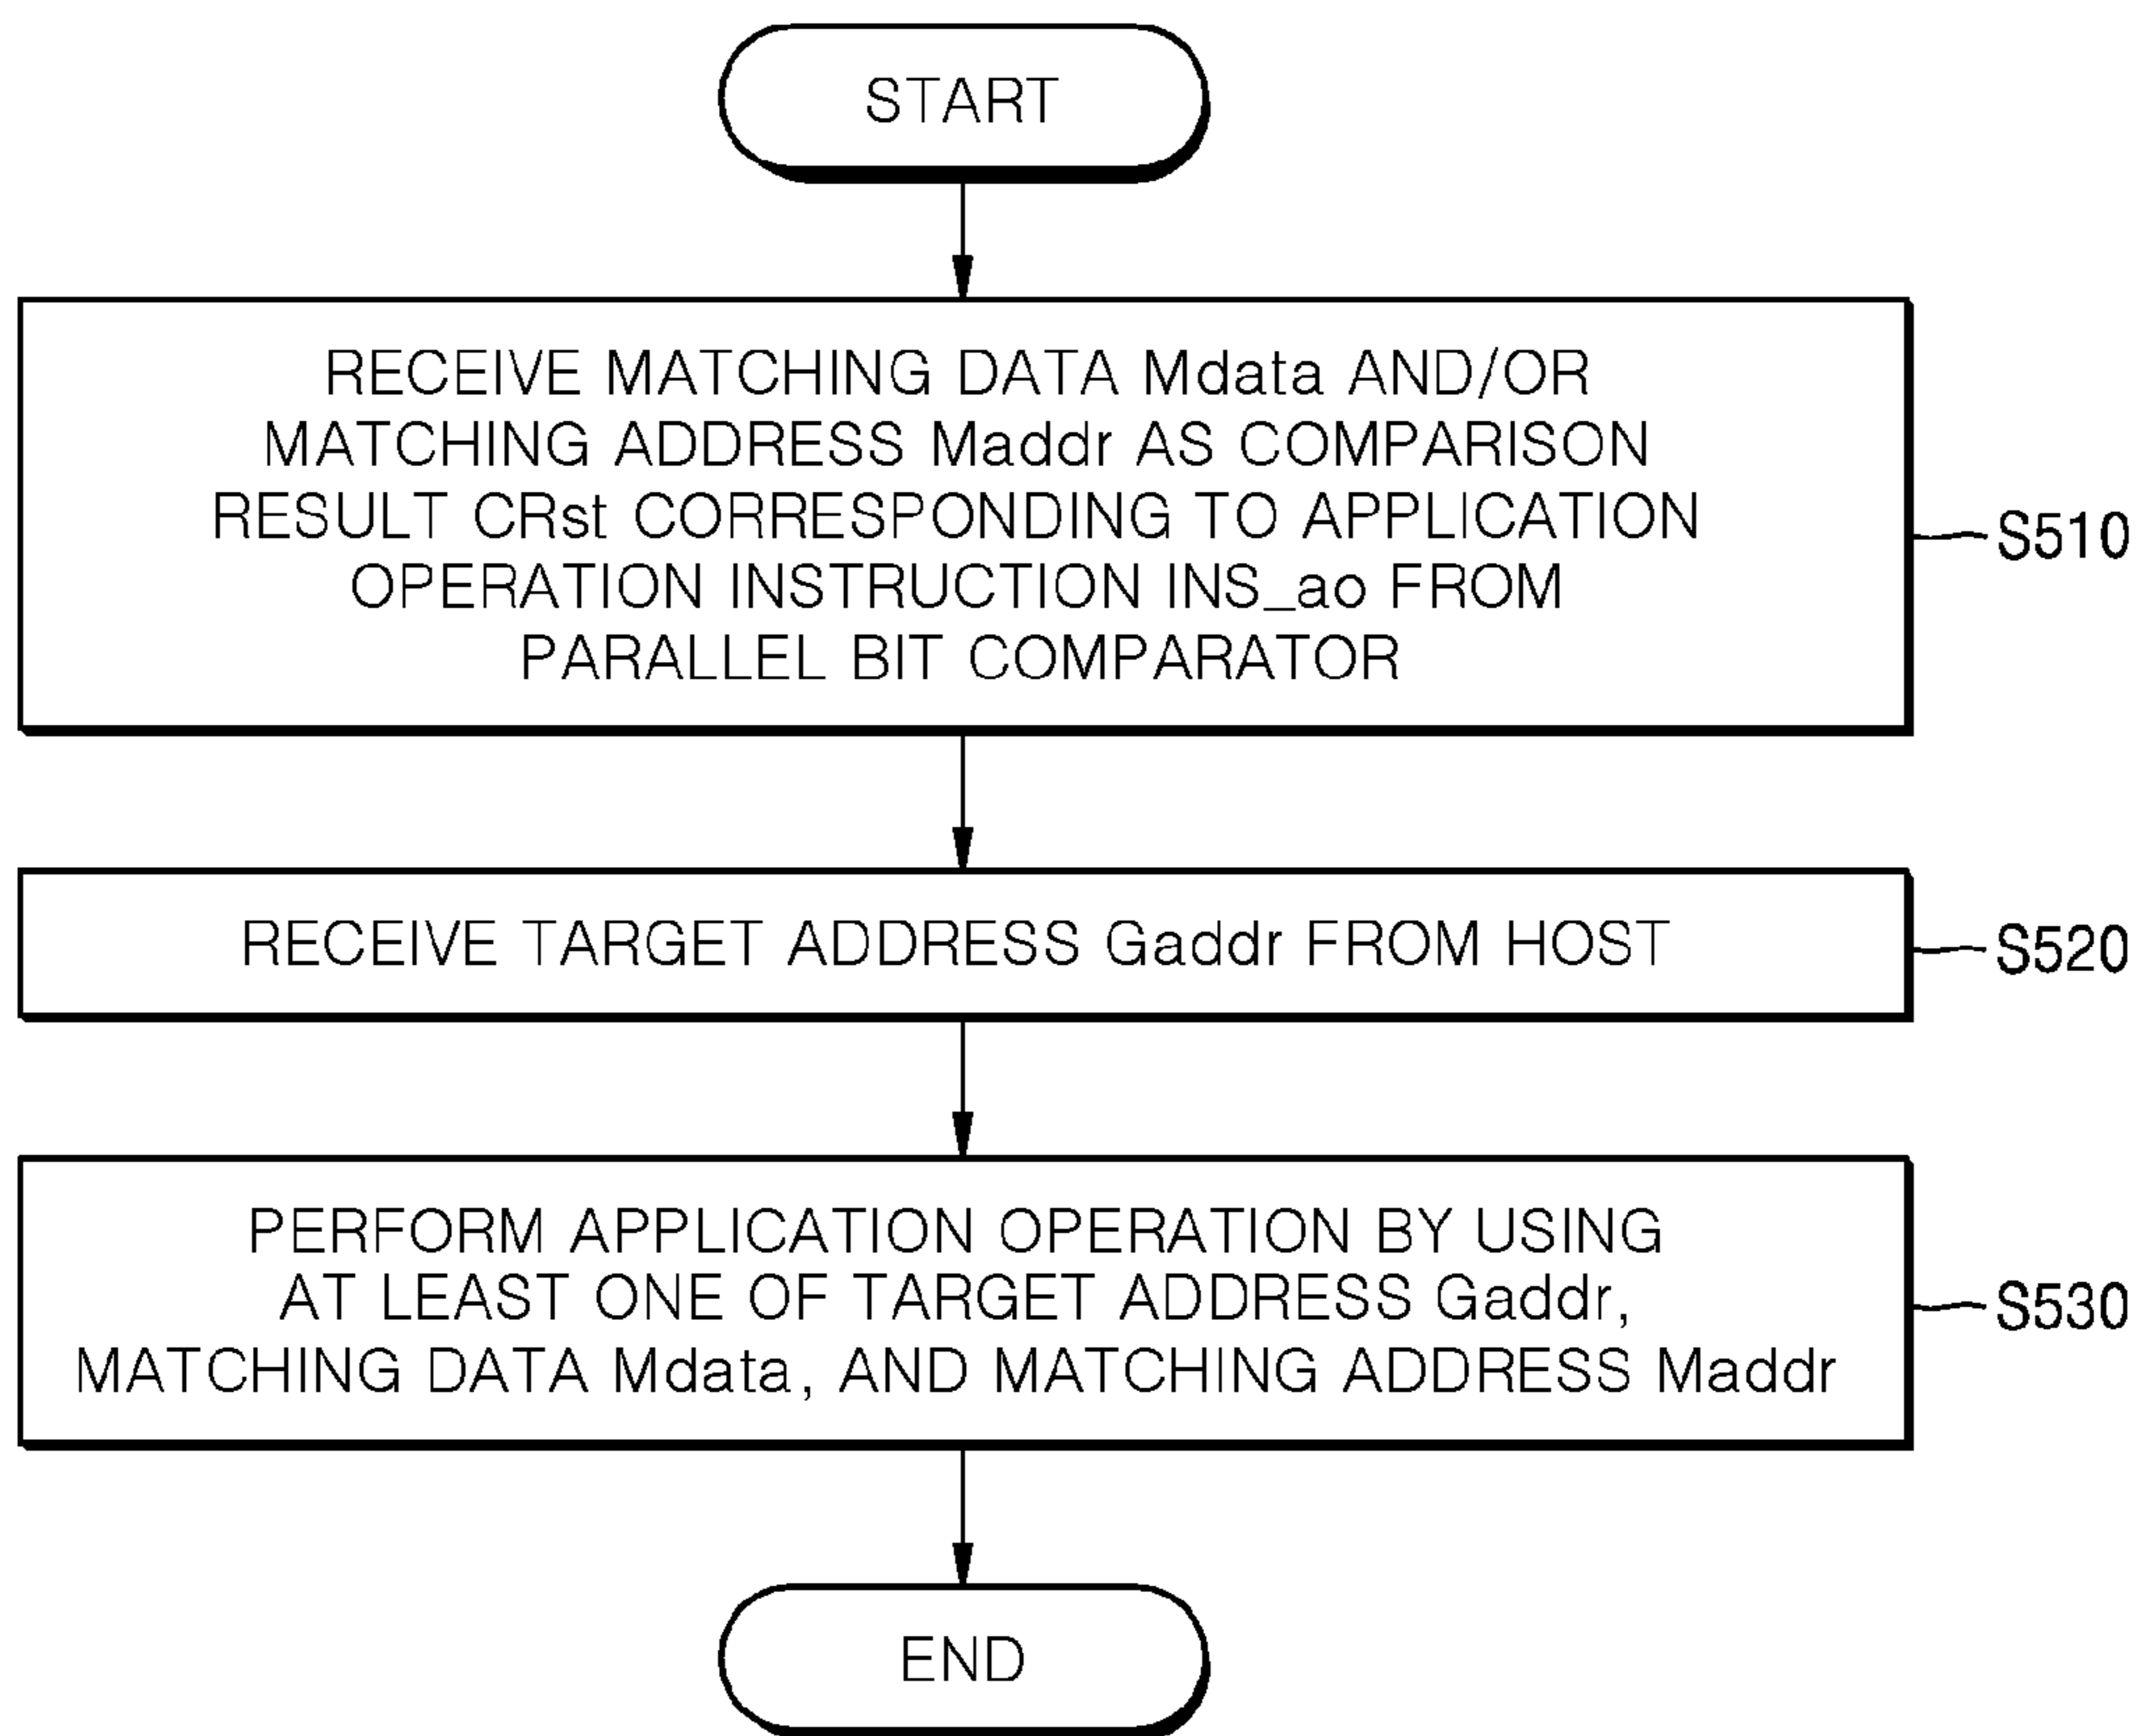 START
RECEIVE MATCHING DATA Mdata AND/OR
MATCHING ADDRESS Maddr AS COMPARISON
RESULT CRst CORRESPONDING TO APPLICATION
OPERATION INSTRUCTION INS_ao FROM
PARALLEL BIT COMPARATOR
S510
RECEIVE TARGET ADDRESS Gaddr FROM HOST
S520
PERFORM APPLICATION OPERATION BY USING
AT LEAST ONE OF TARGET ADDRESS Gaddr,
MATCHING DATA Mdata, AND MATCHING ADDRESS Maddr
S530
END